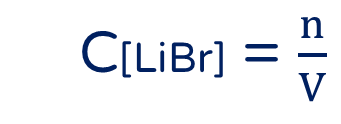 C[LiBr] = n/V